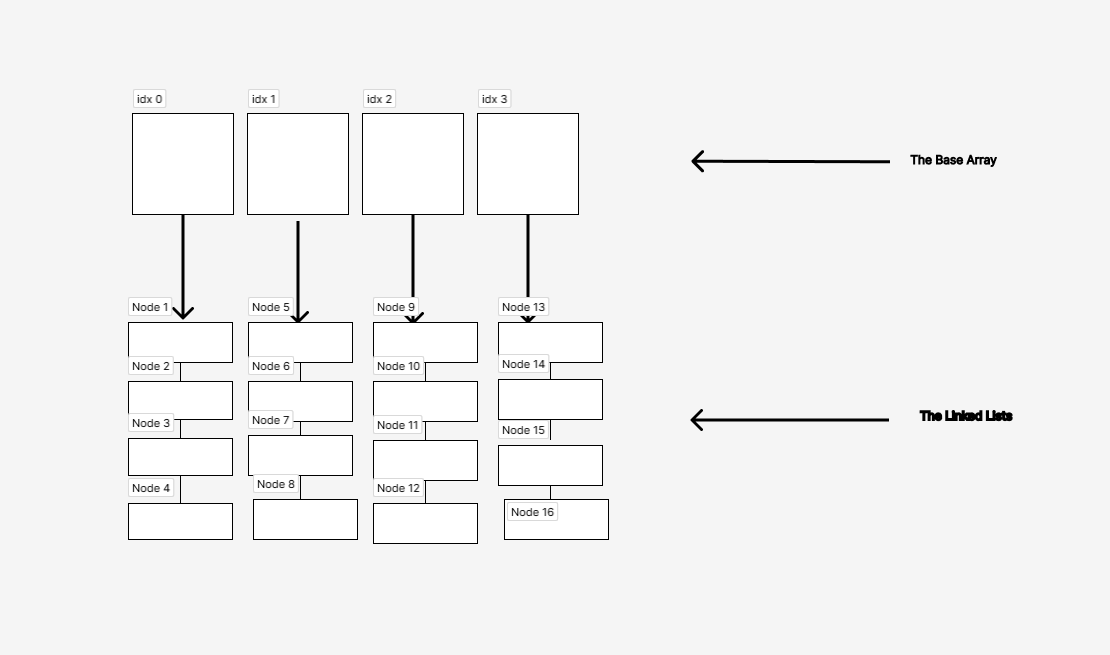 idx 0
idx 1
idx 2
idx 3
The Base Array
Node 1
Node 5
Node 9
Node 13
Node 2
Node 6
Node 10
Node 14
Node 3
Node 7
Node 11
Node 15
The Linked Lists
Node 4
Node 8
Node 12
Node 16